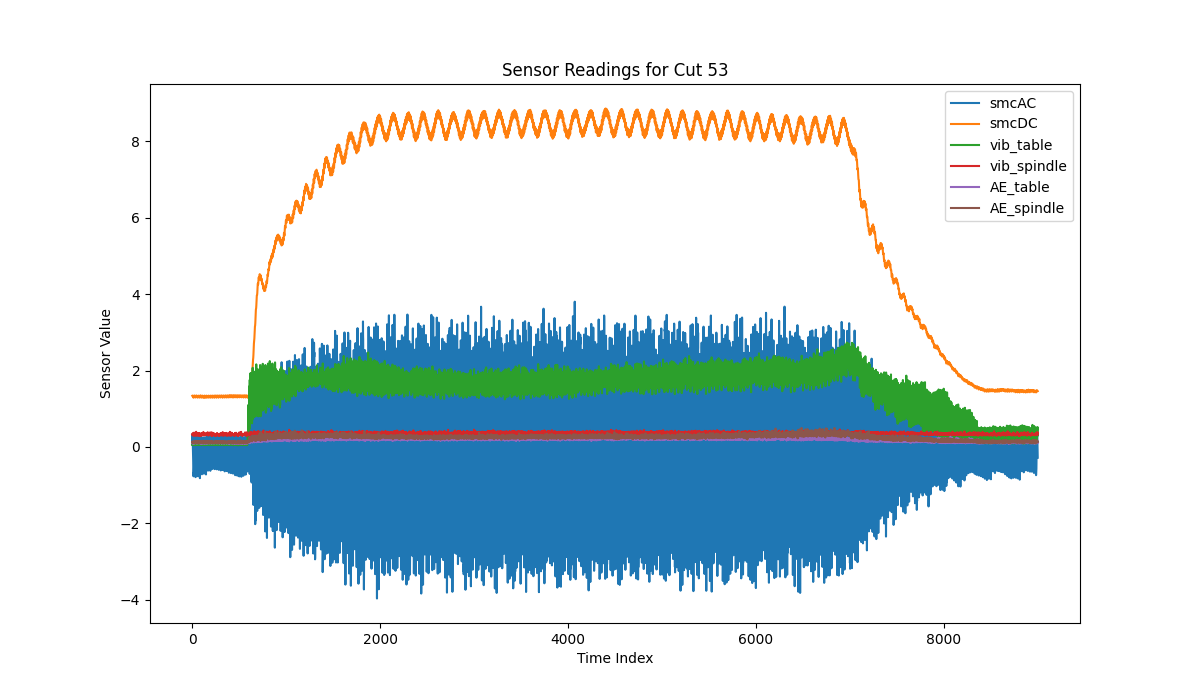 Sensor Readings for Cut 53
smcAC
smcDC
vib_table
vib_spindle
AE_table
AE_spindle
Sensor Value
8
6
4
2
0
−2
−4
0 2000 4000 6000 8000
Time Index